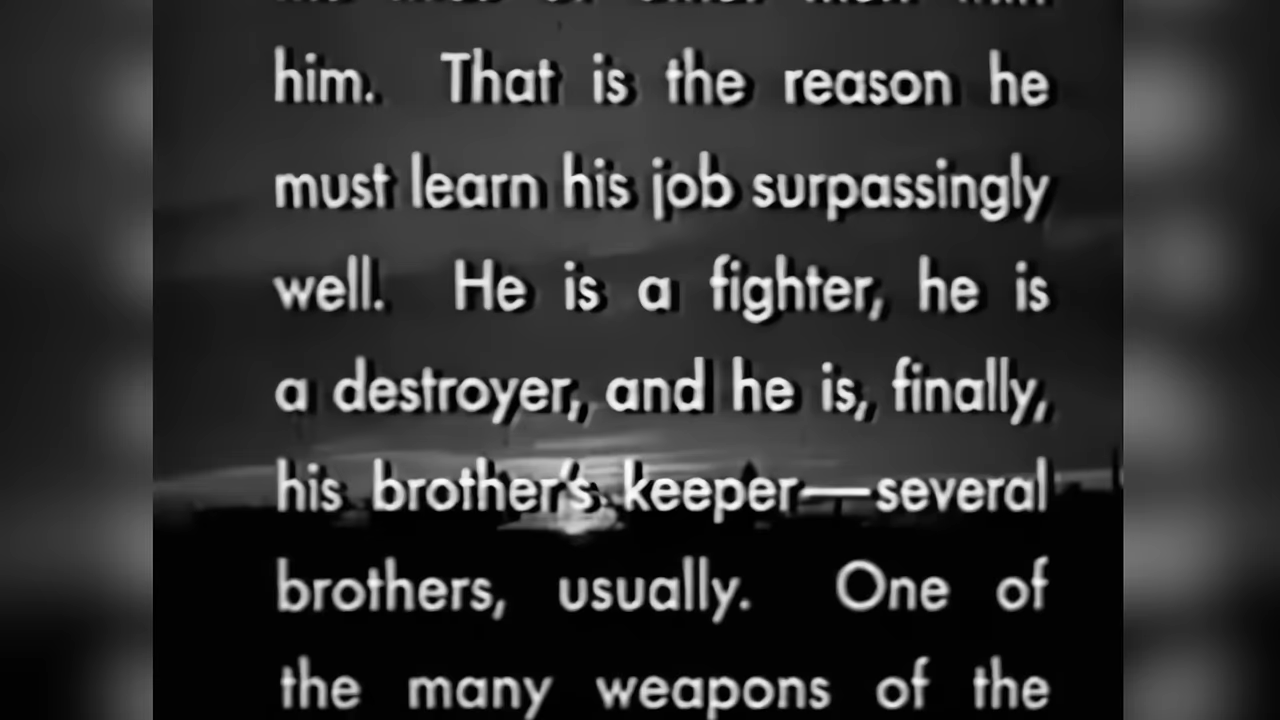 him. That is the reason he
must learn his job surpassingly
well. He is a fighter, he is
a destroyer, and he is, finally,
his brother's keeper—several
brothers, usually. One of
the many weapons of the